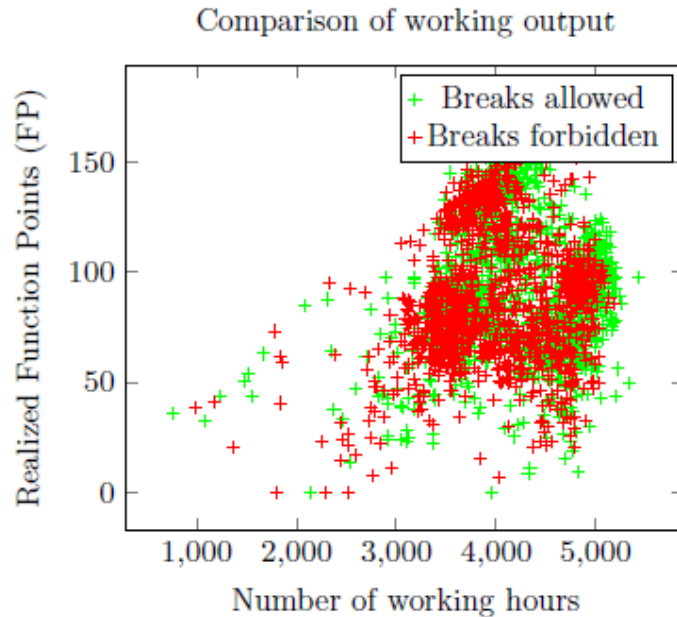 Comparison of working output
Realized Function Points (FP)
Breaks allowed
Breaks forbidden
150
100
50
0
1,000 2,000 3,000 4,000 5,000
Number of working hours